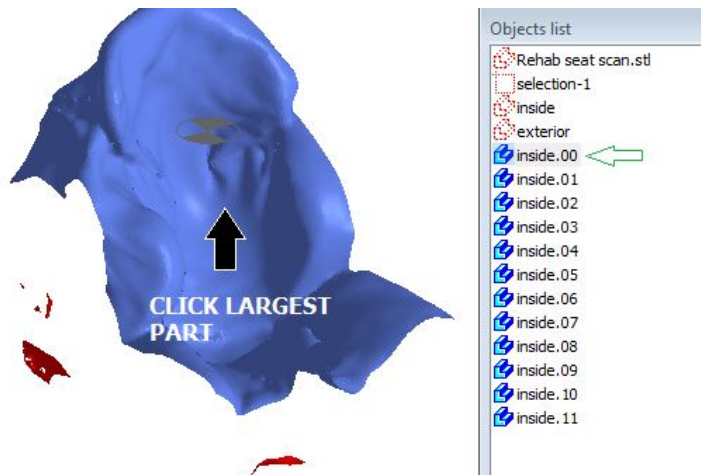 CLICK LARGEST
PART
Objects list
Rehab seat scan.stl
selection-1
inside
exterior
inside.00
inside.01
inside.02
inside.03
inside.04
inside.05
inside.06
inside.07
inside.08
inside.09
inside.10
inside.11